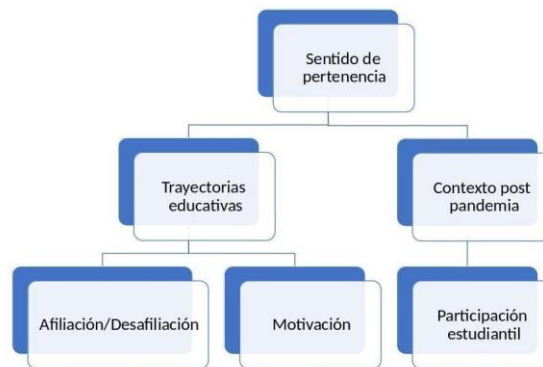 Sentido de
pertenencia
Trayectorias
educativas
Contexto post
pandemia
Afiliación/Desafiliación
Motivación
Participación
estudiantil